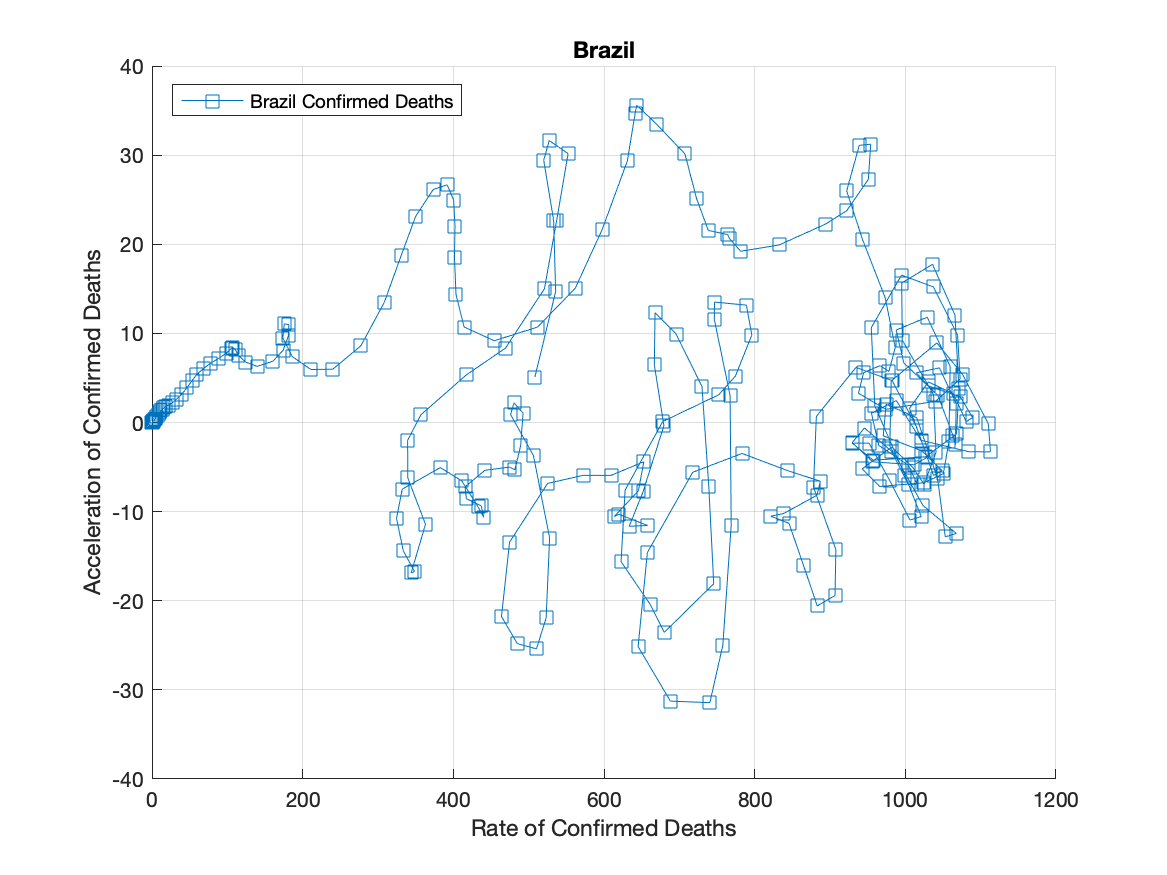 Brazil
Brazil Confirmed Deaths
40
30
20
10
0
-10
-20
-30
-40
Acceleration of Confirmed Deaths
0 200 400 600 800 1000 1200
Rate of Confirmed Deaths